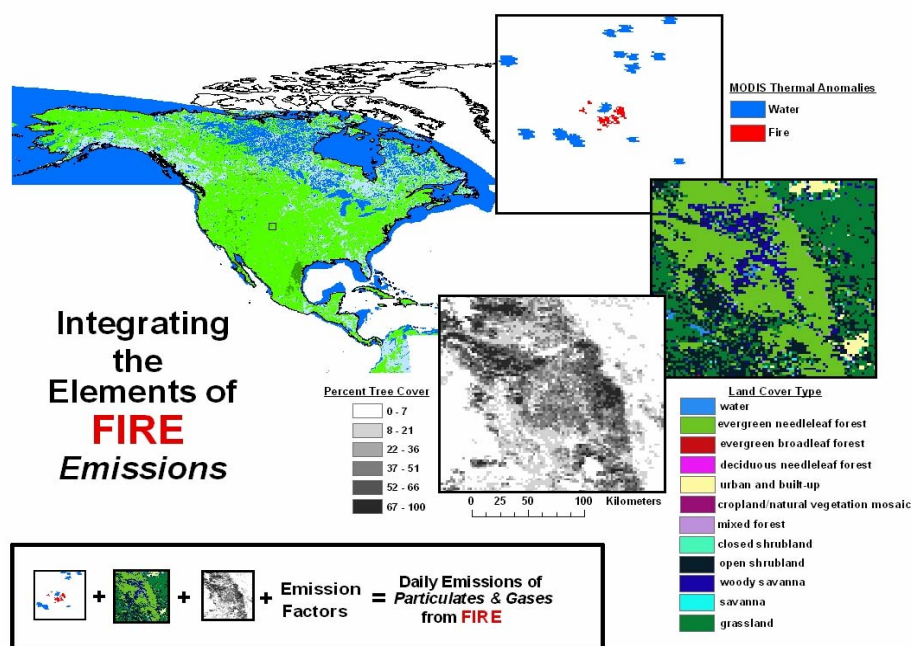 MODIS Thermal Anomalies
Water
Fire
Integrating
the
Elements of
FIRE
Emissions
Percent Tree Cover
0 - 7
8 - 21
22 - 36
37 - 51
52 - 66
67 - 100
0 25 50 100 Kilometers
Land Cover Type
water
evergreen needleleaf forest
evergreen broadleaf forest
deciduous needleleaf forest
urban and built-up
cropland/natural vegetation mosaic
mixed forest
closed shrubland
open shrubland
woody savanna
savanna
grassland
+ + + Emission Factors = Daily Emissions of
Particulates & Gases
from FIRE